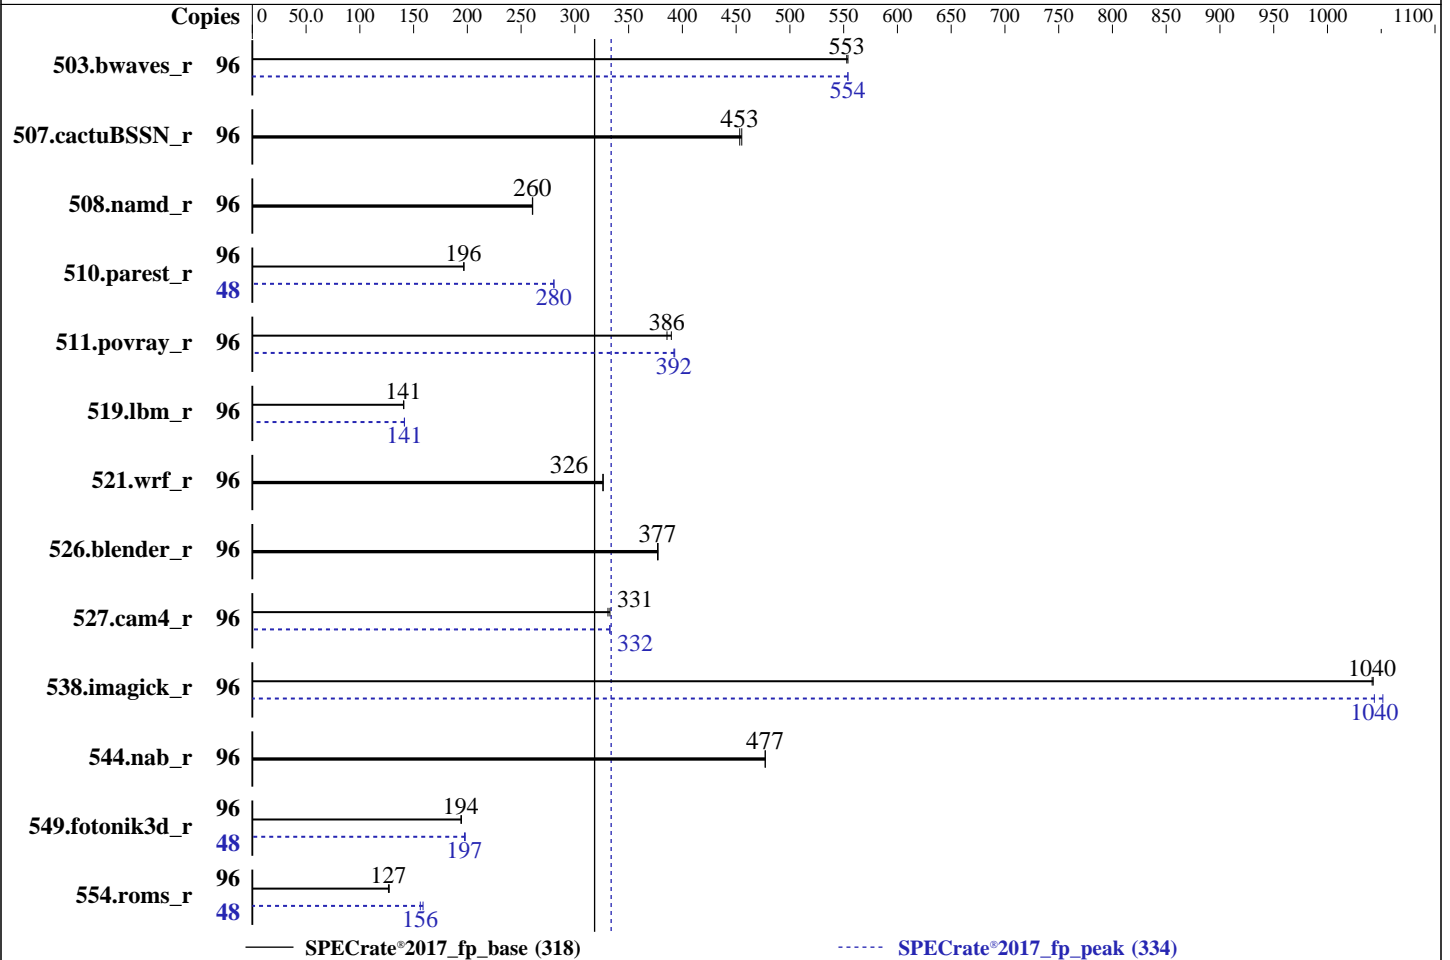 Copies 0 50.0 100 150 200 250 300 350 400 450 500 550 600 650 700 750 800 850 900 950 1000 1100
553
503.bwaves_r 96
554
453
507.cactuBSSN_r 96
260
508.namd_r 96
96 196
510.parest_r
48 280
386
511.povray_r 96
392
141
519.lbm_r 96
141
326
521.wrf_r 96
377
526.blender_r 96
331
527.cam4_r 96
332
1040
538.imagick_r 96
1040
477
544.nab_r 96
96 194
549.fotonik3d_r
48 197
96 127
554.roms_r
48 156
SPECrate®2017_fp_base (318) SPECrate®2017_fp_peak (334)